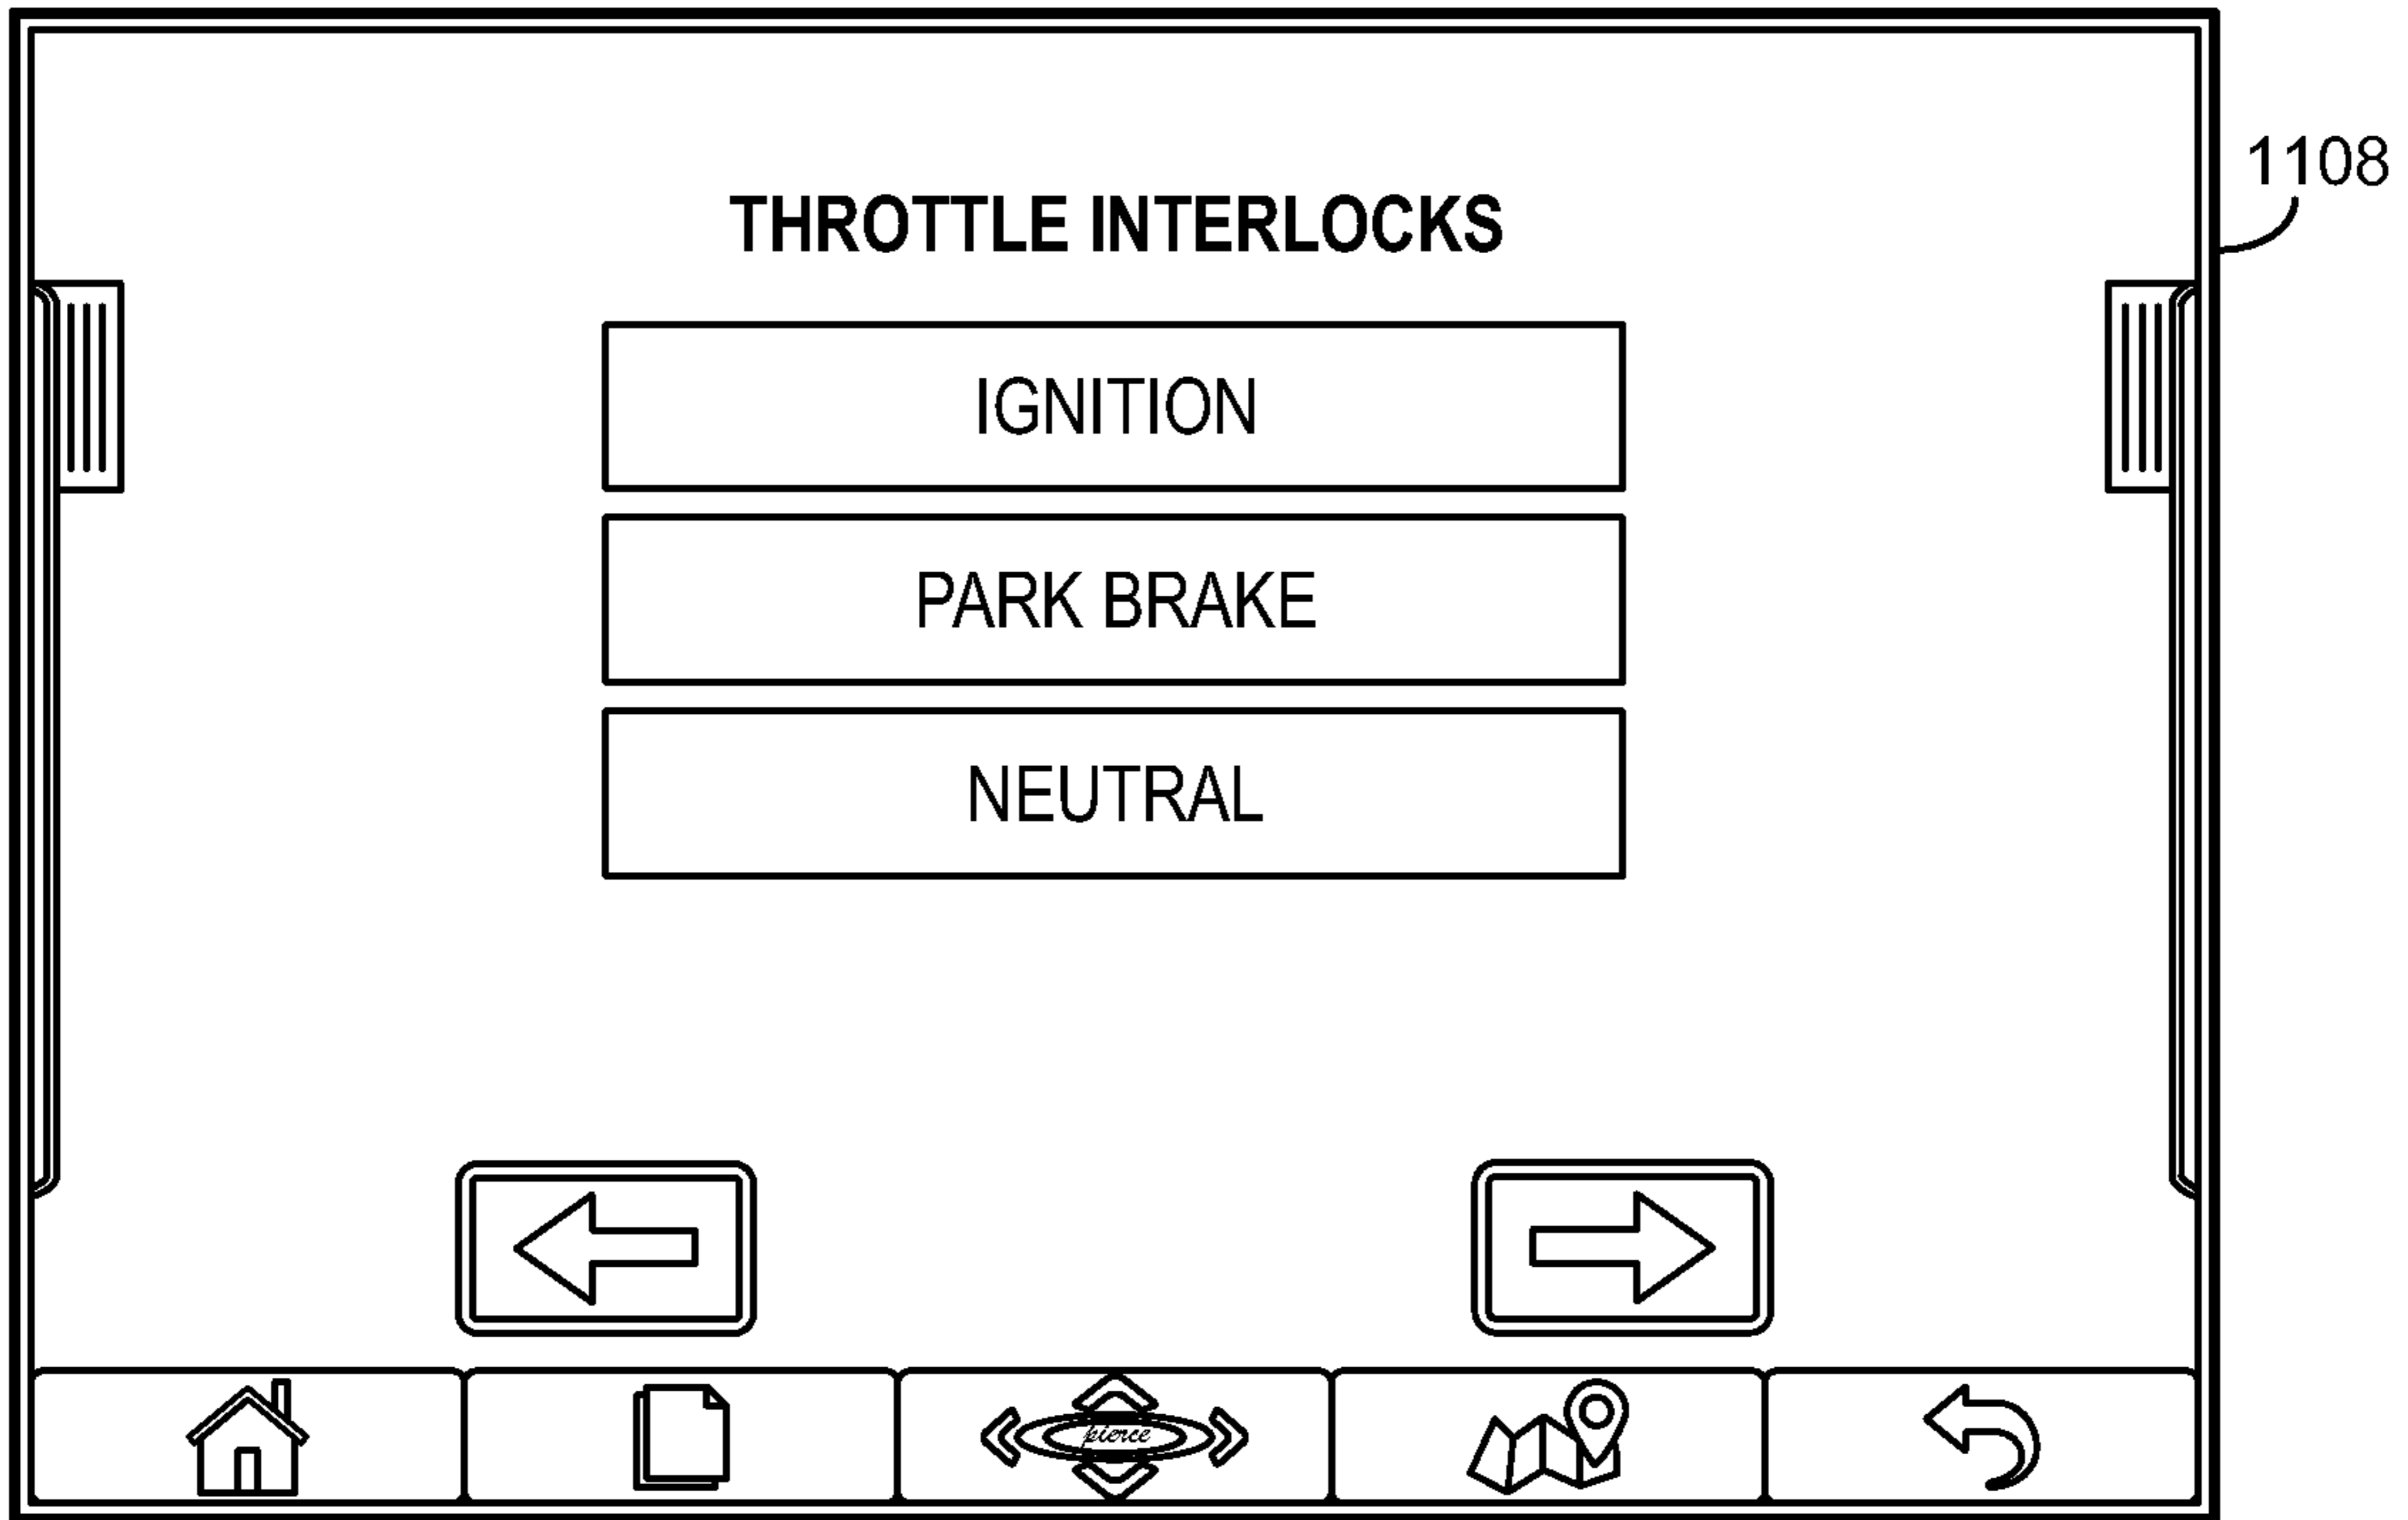 1108
THROTTLE INTERLOCKS
IGNITION
PARK BRAKE
NEUTRAL
pierce